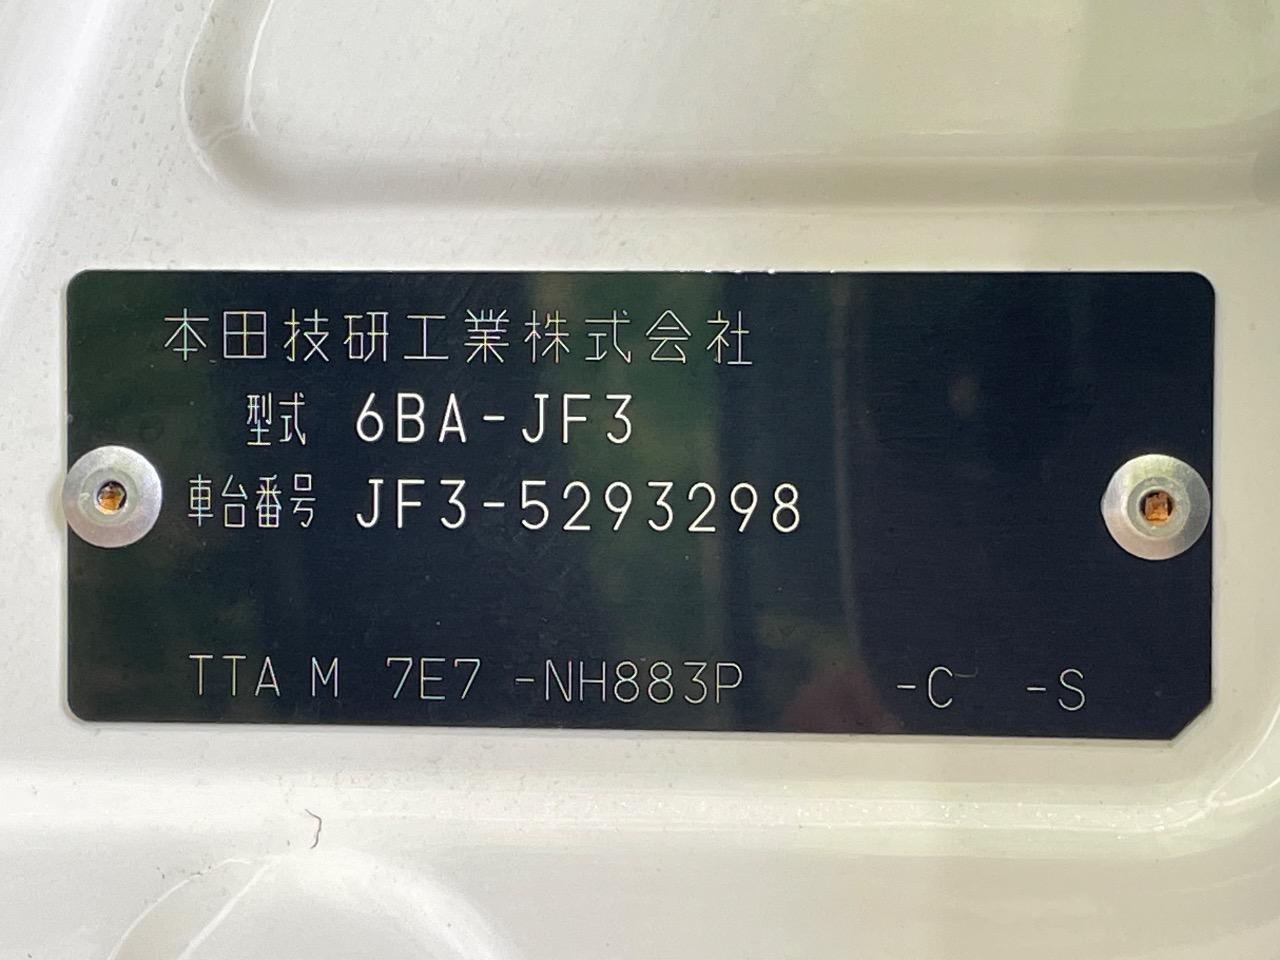 本田技研工業株式会社
型式 6BA-JF3
車台番号 JF3-5293298
TTA M 7E7 -NH883P -C -S